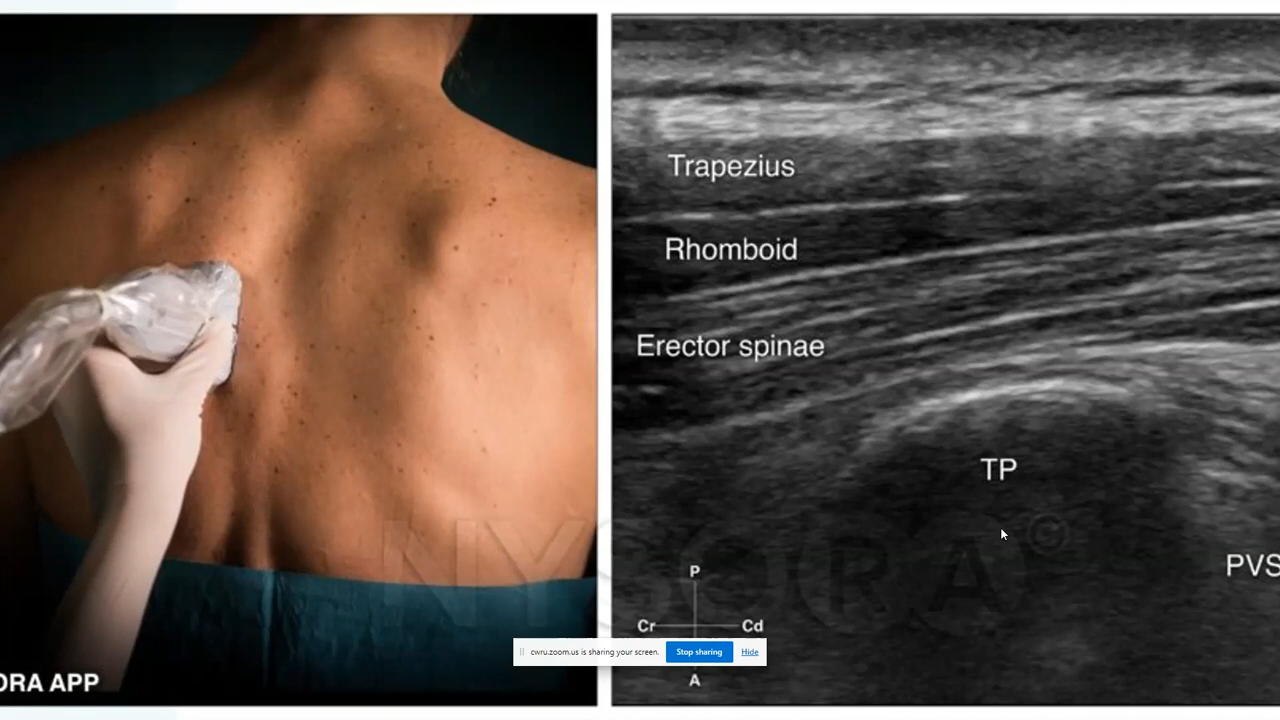 Trapezius
Rhomboid
Erector spinae
TP
PVS
NYSORA©
P
Cr Cd
A
cwru.zoom.us is sharing your screen. Stop sharing Hide
ORA APP